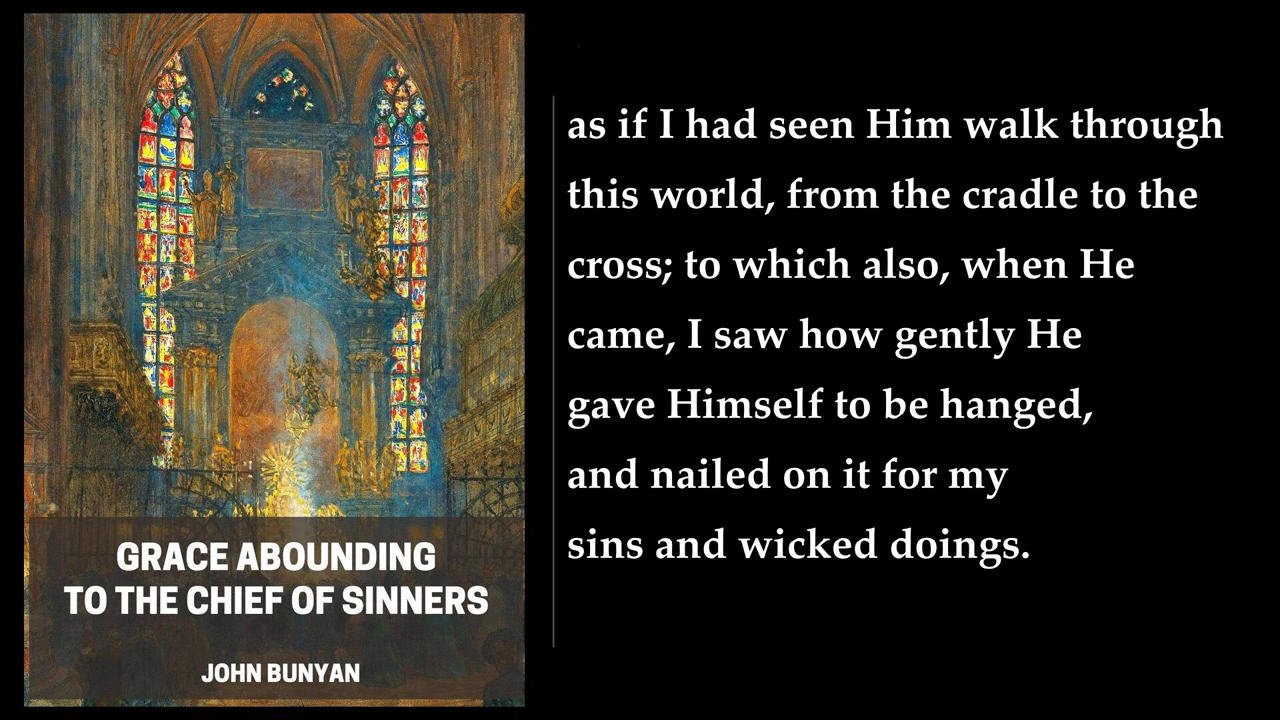 GRACE ABOUNDING
TO THE CHIEF OF SINNERS
JOHN BUNYAN
as if I had seen Him walk through
this world, from the cradle to the
cross; to which also, when He
came, I saw how gently He
gave Himself to be hanged,
and nailed on it for my
sins and wicked doings.